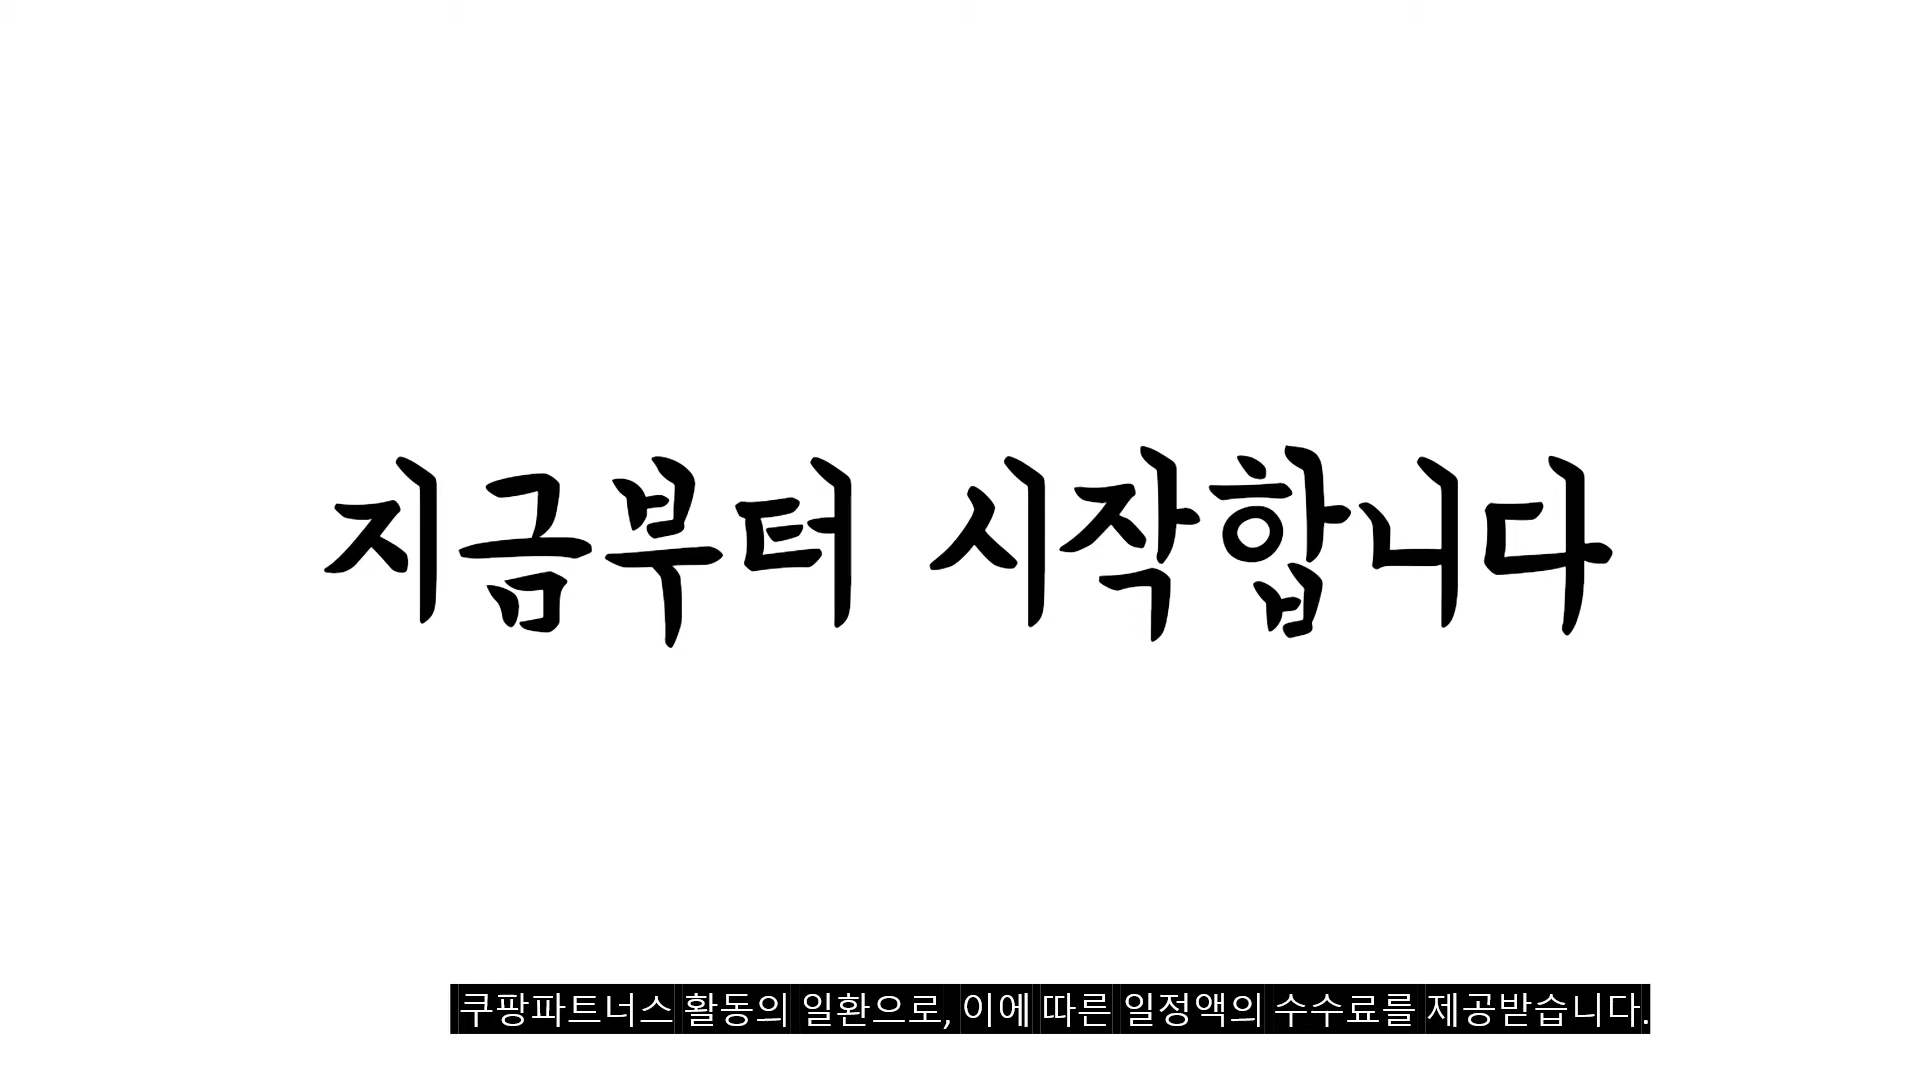 지금부터 시작합니다
쿠팡파트너스 활동의 일환으로, 이에 따른 일정액의 수수료를 제공받습니다.